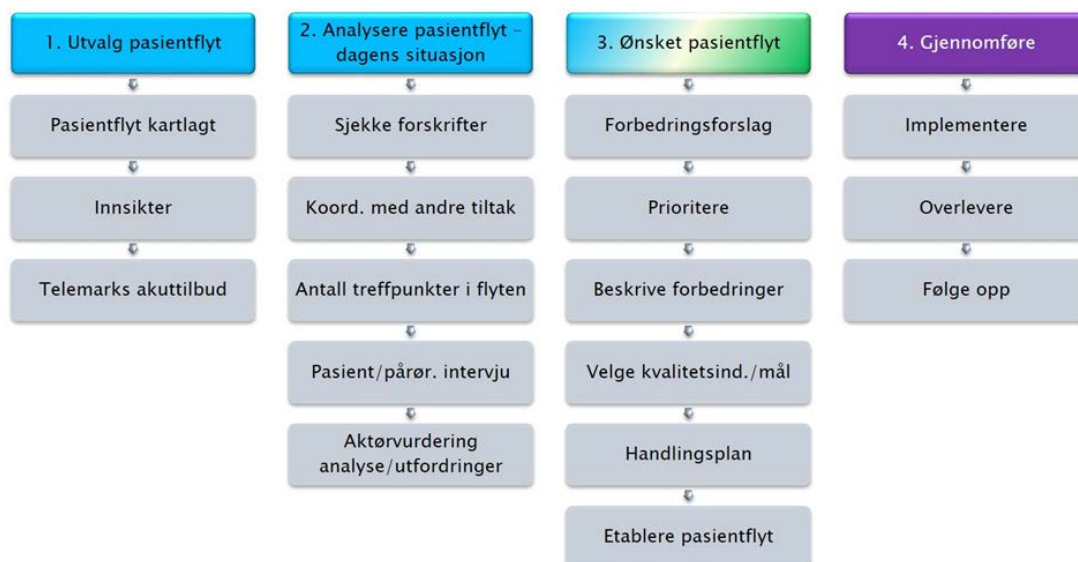 1. Utvalg pasientflyt
Pasientflyt kartlagt
Innsikter
Telemarks akuttilbud
2. Analysere pasientflyt –
dagens situasjon
Sjekke forskrifter
Koord. med andre tiltak
Antall treffpunkter i flyten
Pasient/pårør. intervju
Aktørvurdering
analyse/utfordringer
3. Ønsket pasientflyt
Forbedringsforslag
Prioritere
Beskrive forbedringer
Velge kvalitetsind./mål
Handlingsplan
Etablere pasientflyt
4. Gjennomføre
Implementere
Overlevere
Følge opp